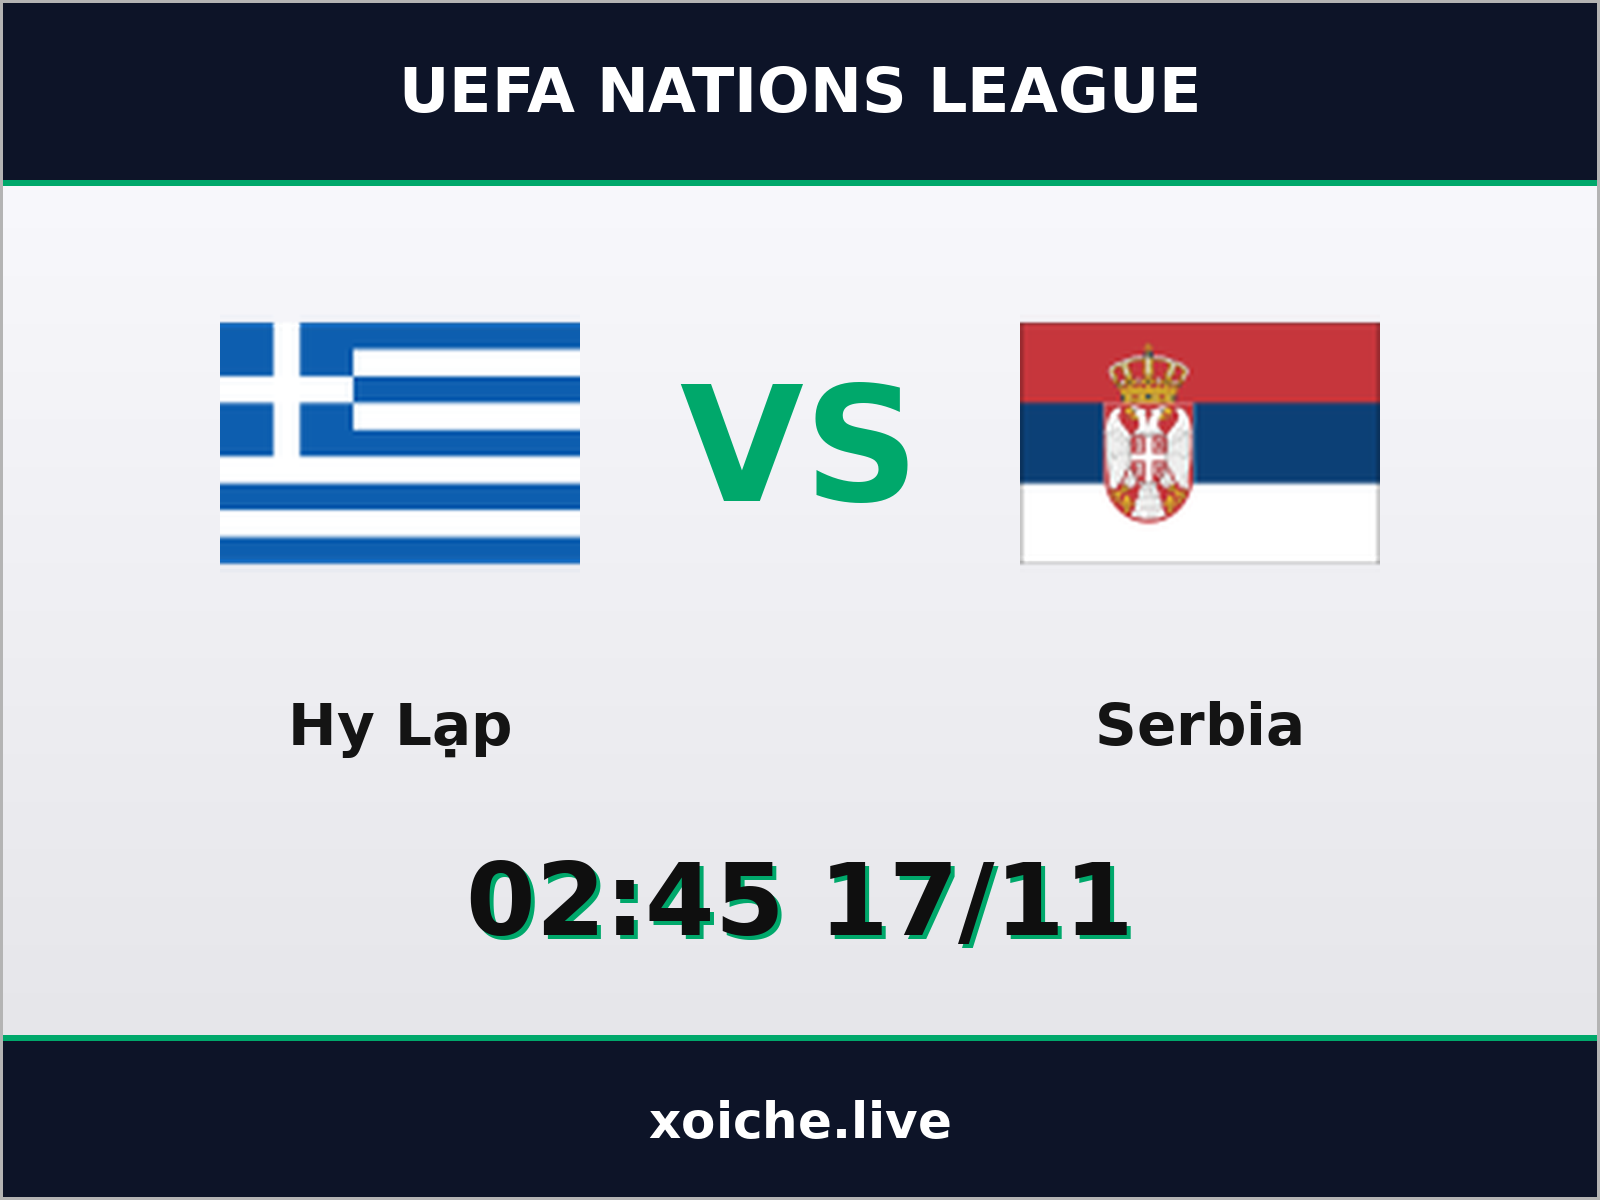 UEFA NATIONS LEAGUE
VS
Hy Lạp
Serbia
02:45 17/11
xoiche.live